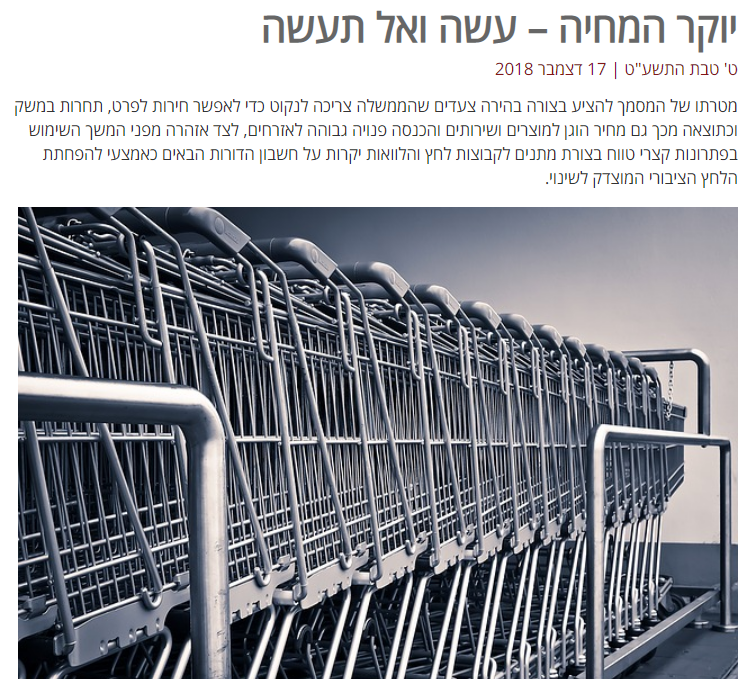 יוקר המחיה – עשה ואל תעשה
ט' טבת התשע"ט | 17 דצמבר 2018
מטרתו של המסמך להציע בצורה בהירה צעדים שהממשלה צריכה לנקוט כדי לאפשר חירות לפרט, תחרות במשק
וכתוצאה מכך גם מחיר הוגן למוצרים ושירותים והכנסה פנויה גבוהה לאזרחים, לצד אזהרה מפני המשך השימוש
בפתרונות קצרי טווח בצורת מתנים לקבוצות לחץ והלוואות יקרות על חשבון הדורות הבאים כאמצעי להפחתת
הלחץ הציבורי המוצדק לשינוי.